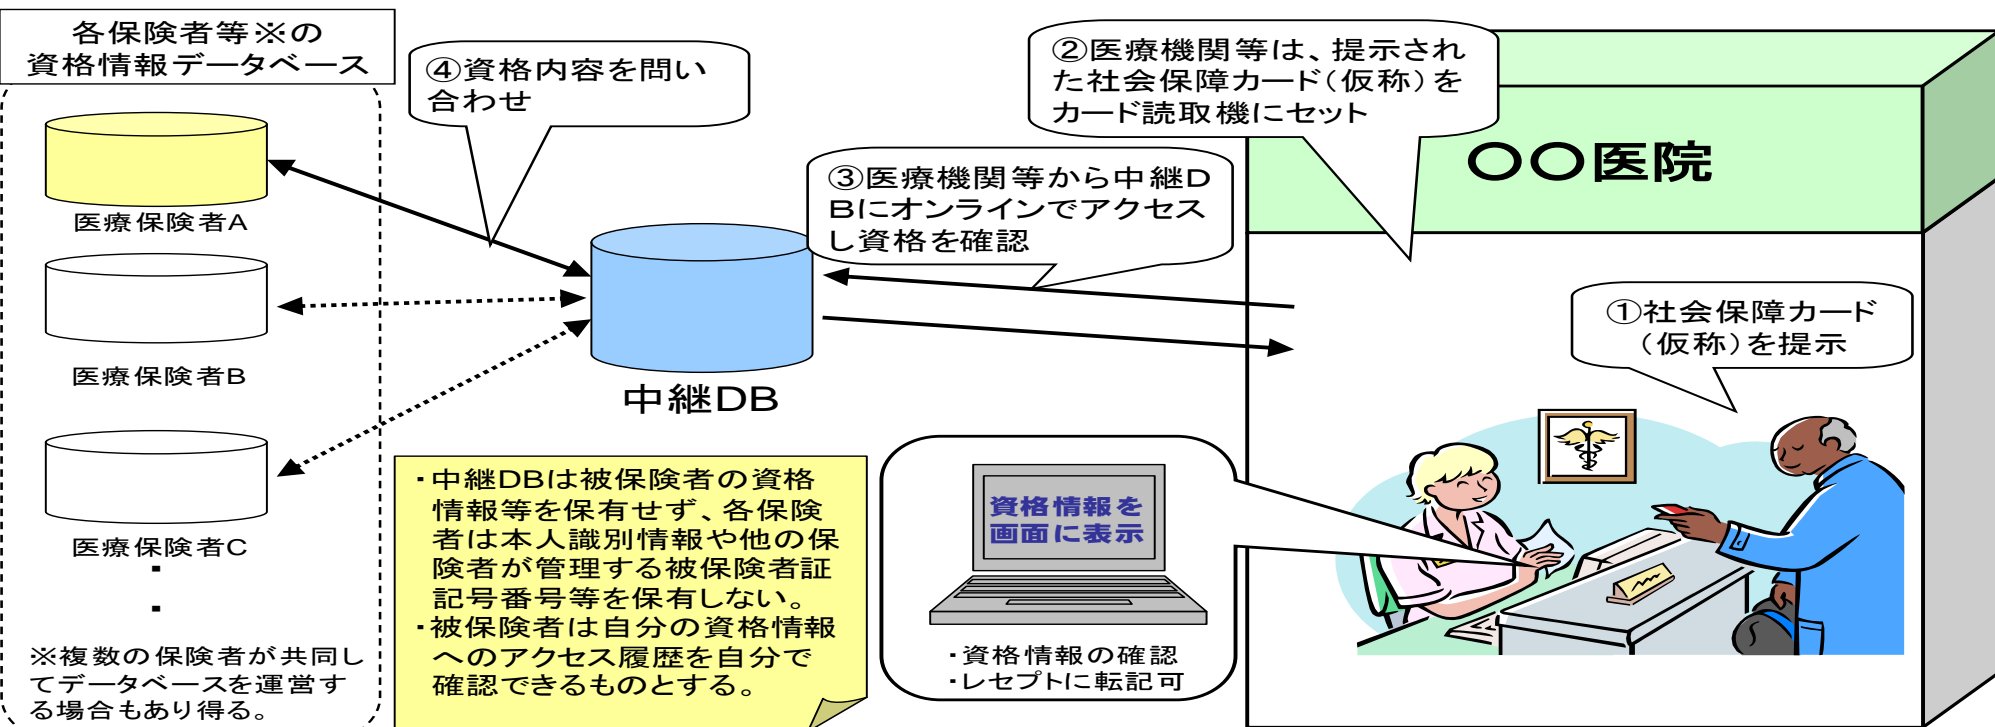 各保険者等※の
資格情報データベース
医療保険者A
医療保険者B
医療保険者C
・
・
※複数の保険者が共同し
てデータベースを運営す
る場合もあり得る。
④資格内容を問い
合わせ
中継DB
・中継DBは被保険者の資格
情報等を保有せず、各保険
者は本人識別情報や他の保
険者が管理する被保険者証
記号番号等を保有しない。
・被保険者は自分の資格情報
へのアクセス履歴を自分で
確認できるものとする。
③医療機関等から中継D
Bにオンラインでアクセス
し資格を確認
②医療機関等は、提示され
た社会保障カード(仮称)を
カード読取機にセット
〇〇医院
①社会保障カード
(仮称)を提示
資格情報を
画面に表示
・資格情報の確認
・レセプトに転記可